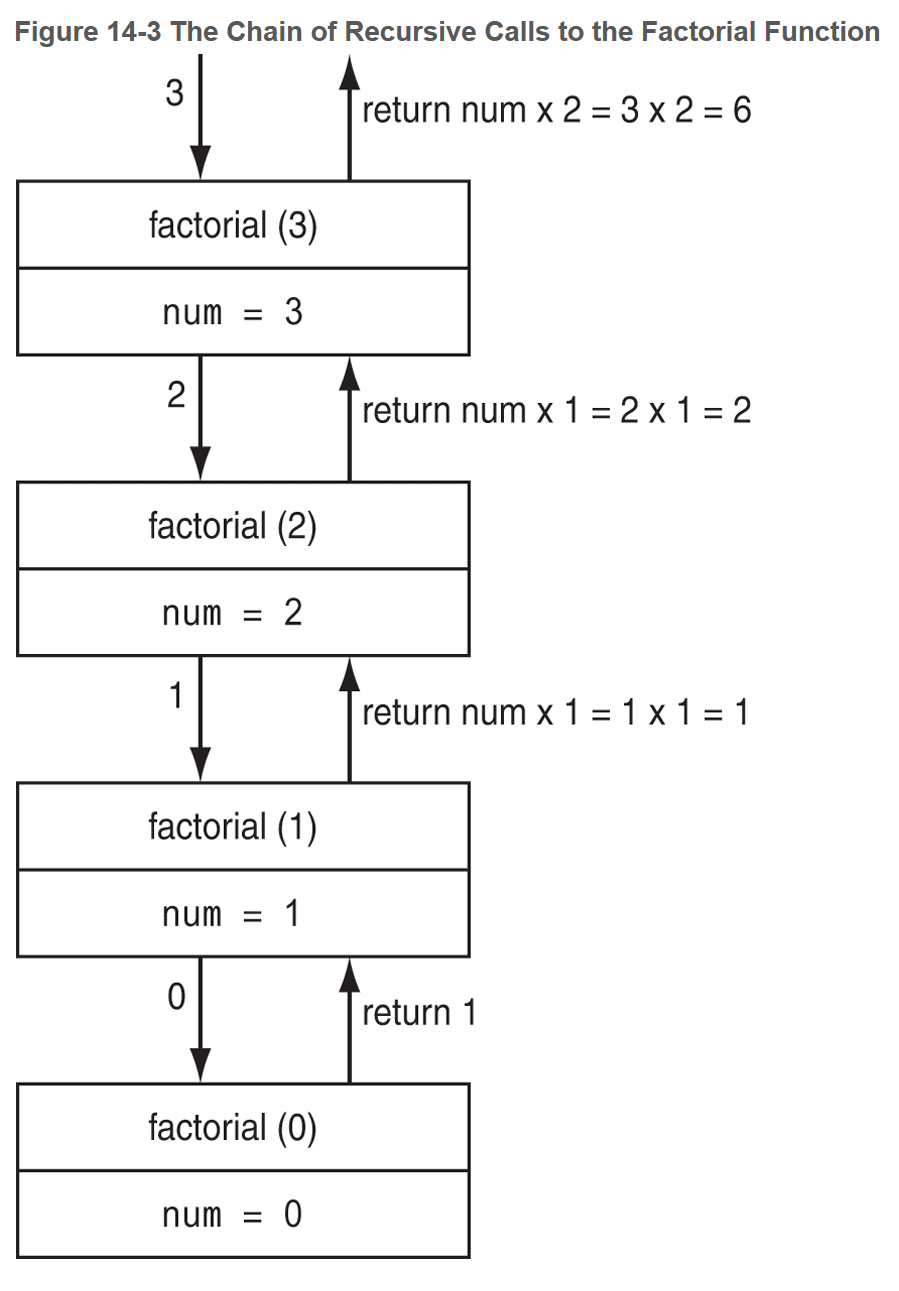 Figure 14-3 The Chain of Recursive Calls to the Factorial Function
3
return num x 2 = 3 x 2 = 6
factorial (3)
num = 3
2
return num x 1 = 2 x 1 = 2
factorial (2)
num = 2
1
return num x 1 = 1 x 1 = 1
factorial (1)
num = 1
0
return 1
factorial (0)
num = 0